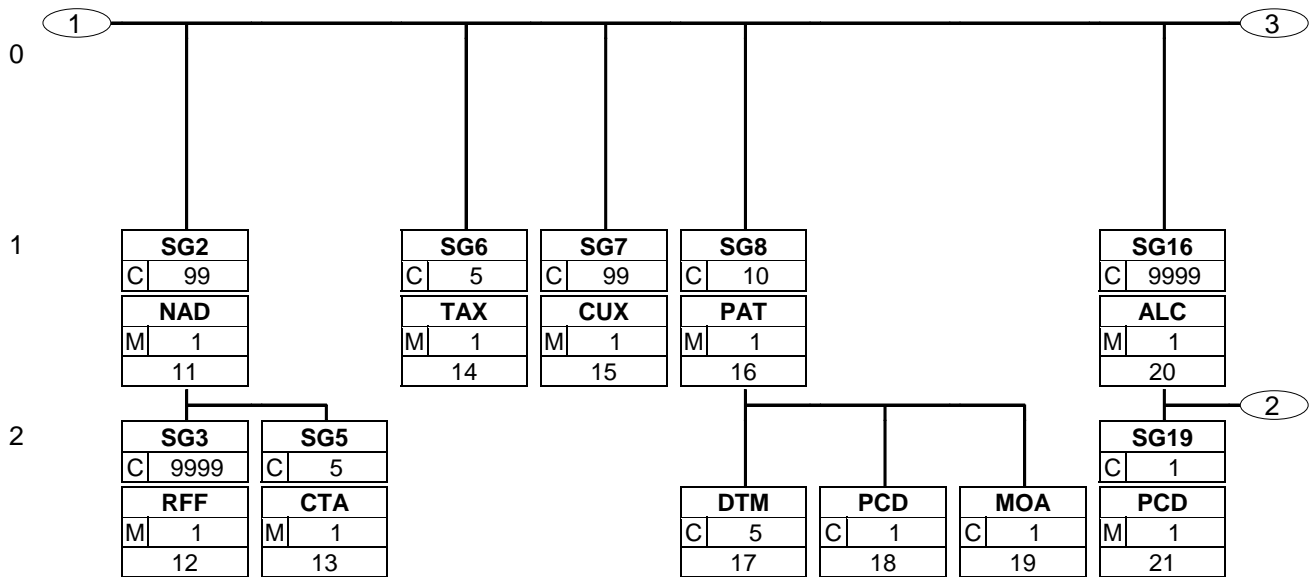 1 3
0
1
SG2 SG6 SG7 SG8 SG16
C 99 C 5 C 99 C 10 C 9999
NAD TAX CUX PAT ALC
M 1 M 1 M 1 M 1 M 1
11 14 15 16 20
2
2
SG3 SG5 SG19
C 9999 C 5 C 1
RFF CTA DTM PCD MOA PCD
M 1 M 1 C 5 C 1 C 1 M 1
12 13 17 18 19 21